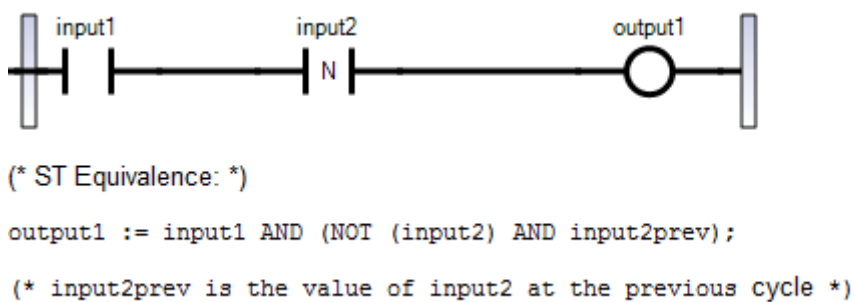 input1 input2 output1
N
(* ST Equivalence: *)
output1 := input1 AND (NOT (input2) AND input2prev);
(* input2prev is the value of input2 at the previous cycle *)